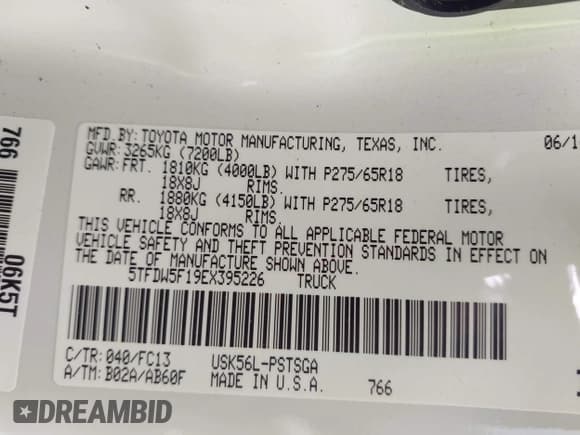 MFD.BY: TOYOTA MOTOR MANUFACTURING, TEXAS, INC. 06/1
GVWR: 3265KG (7200LB)
GAWR: FRT. 1810KG (4000LB) WITH P275/65R18 TIRES,
18X8J RIMS.
RR. 1880KG (4150LB) WITH P275/65R18 TIRES,
18X8J RIMS.
THIS VEHICLE CONFORMS TO ALL APPLICABLE FEDERAL MOTOR
VEHICLE SAFETY AND THEFT PREVENTION STANDARDS IN EFFECT ON
THE DATE OF MANUFACTURE SHOWN ABOVE.
5TFDW5F19EX395226 TRUCK
C/TR: 040/FC13 USK56L-PSTSGA
A/TM: B02A/AB60F MADE IN U.S.A. 766
766 06K5T
DREAMBID